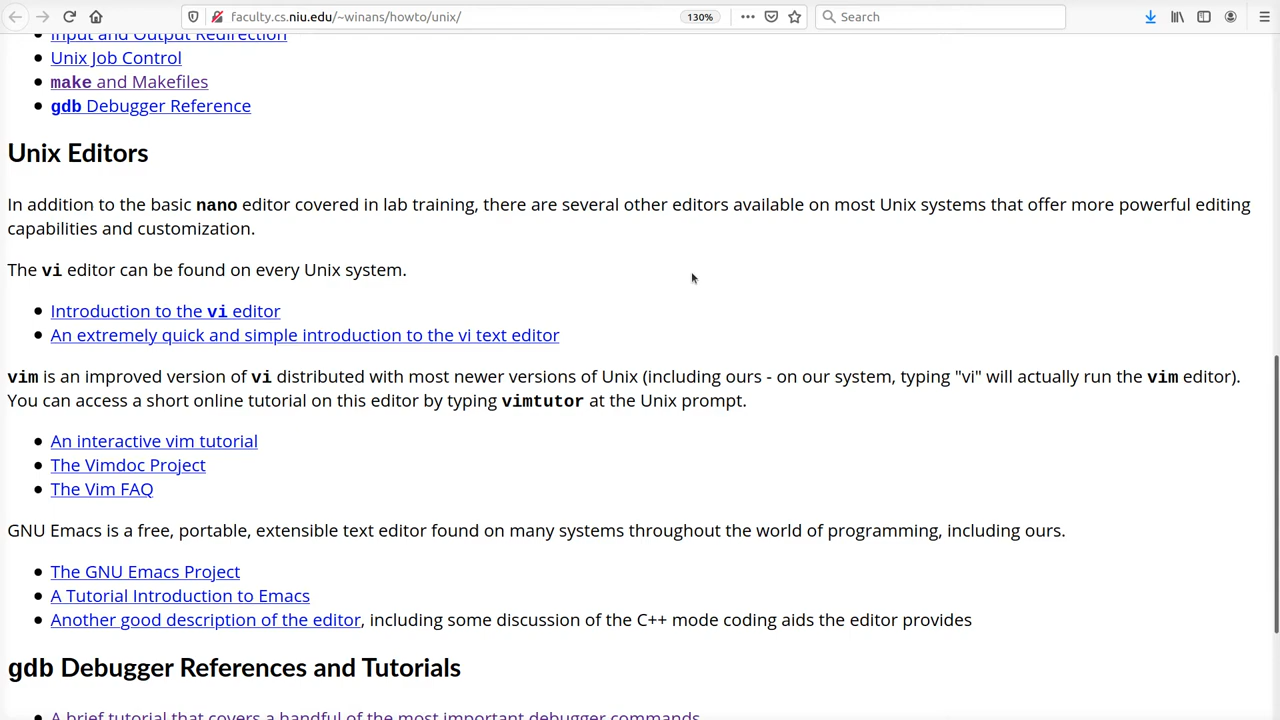 faculty.cs.niu.edu/~winans/howto/unix/
130%
Search
Input and Output Redirection
Unix Job Control
make and Makefiles
gdb Debugger Reference
Unix Editors
In addition to the basic nano editor covered in lab training, there are several other editors available on most Unix systems that offer more powerful editing
capabilities and customization.
The vi editor can be found on every Unix system.
Introduction to the vi editor
An extremely quick and simple introduction to the vi text editor
vim is an improved version of vi distributed with most newer versions of Unix (including ours - on our system, typing "vi" will actually run the vim editor).
You can access a short online tutorial on this editor by typing vimtutor at the Unix prompt.
An interactive vim tutorial
The Vimdoc Project
The Vim FAQ
GNU Emacs is a free, portable, extensible text editor found on many systems throughout the world of programming, including ours.
The GNU Emacs Project
A Tutorial Introduction to Emacs
Another good description of the editor, including some discussion of the C++ mode coding aids the editor provides
gdb Debugger References and Tutorials
A brief tutorial that covers a handful of the most important debugger commands